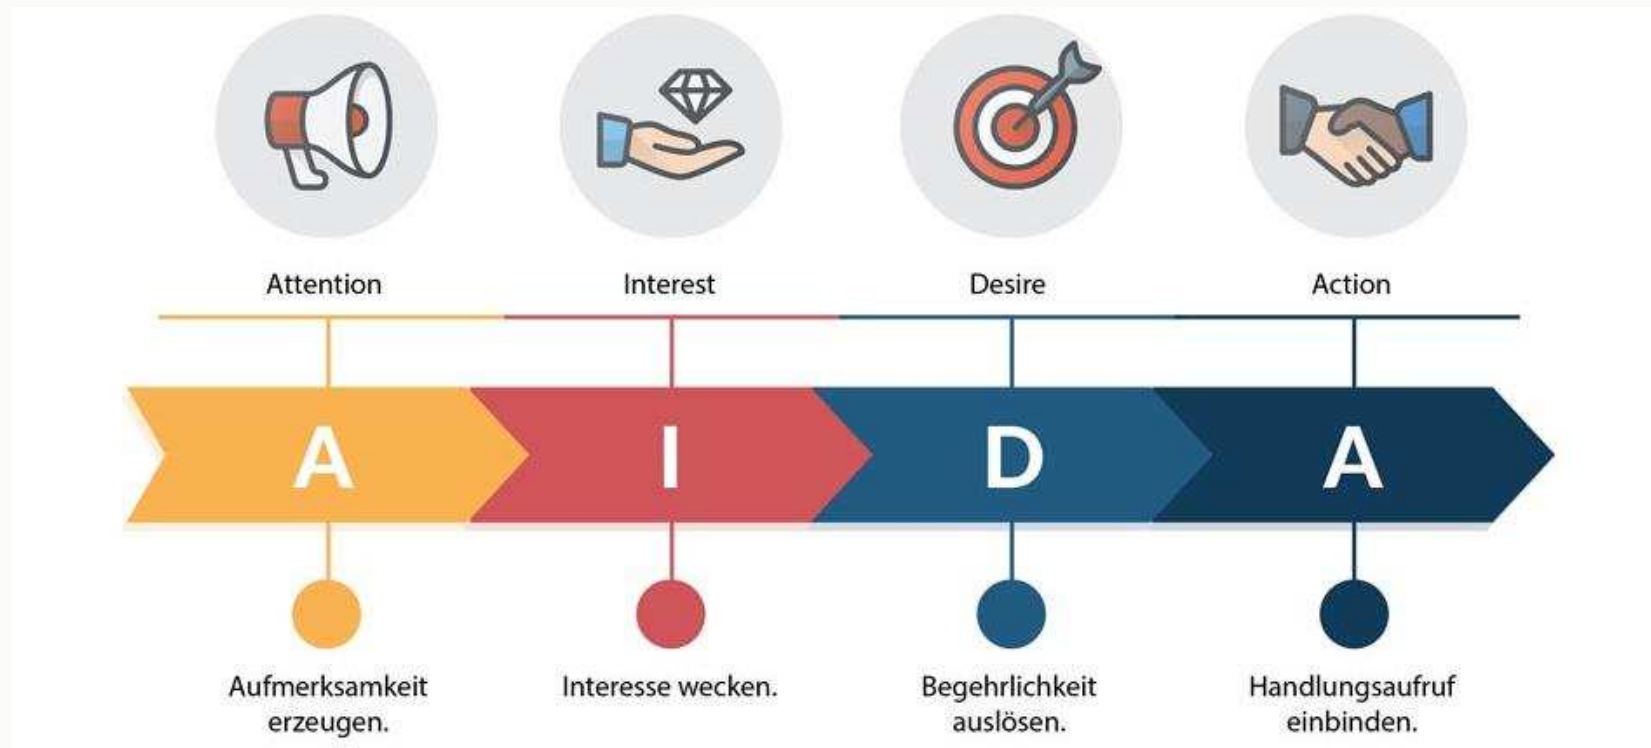 Attention
Interest
Desire
Action
A
I
D
A
Aufmerksamkeit
erzeugen.
Interesse wecken.
Begehrlichkeit
auslösen.
Handlungsaufruf
einbinden.